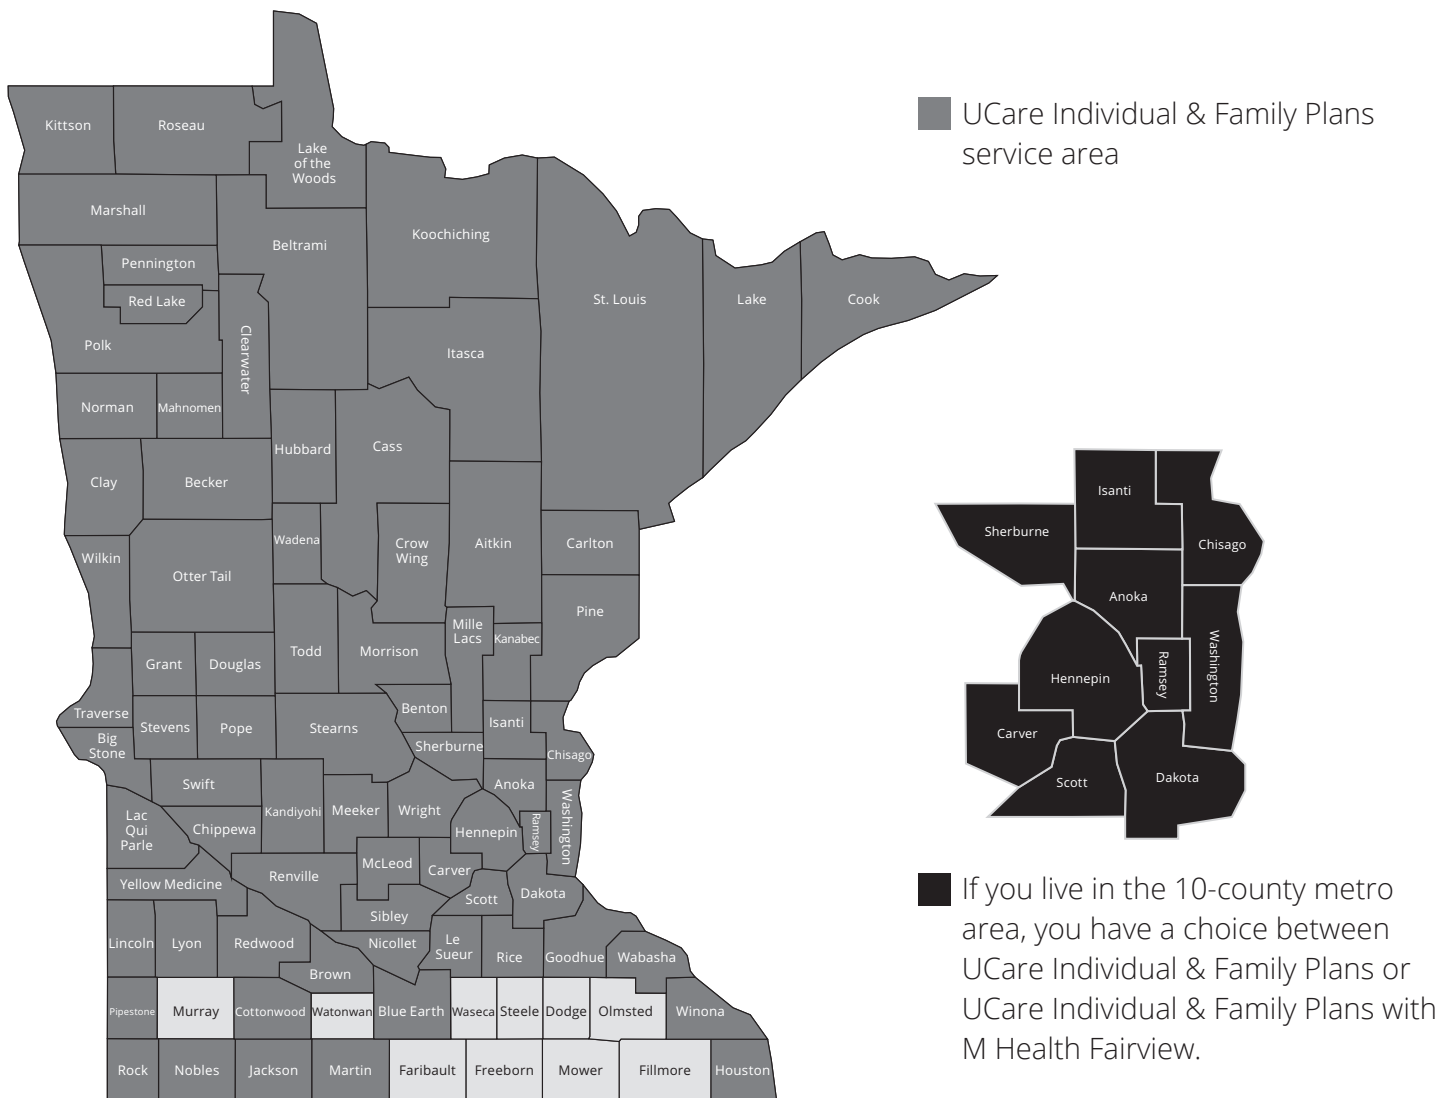 UCare Individual & Family Plans
service area
Kittson
Roseau
Lake
of the
Woods
Marshall
Beltrami
Koochiching
Pennington
Red Lake
St. Louis
Lake
Cook
Polk
Clearwater
Itasca
Norman
Mahnomen
Hubbard
Cass
Clay
Becker
Wadena
Crow
Wing
Aitkin
Carlton
Wilkin
Otter Tail
Pine
Mille
Lacs
Kanabec
Grant
Douglas
Todd
Morrison
Traverse
Stevens
Pope
Stearns
Benton
Isanti
Big
Stone
Sherburne
Chisago
Swift
Kandiyohi
Meeker
Wright
Anoka
Washington
Lac
Qui
Parle
Chippewa
Hennepin
Ramsey
McLeod
Carver
Yellow Medicine
Renville
Scott
Dakota
Sibley
Lincoln
Lyon
Redwood
Nicollet
Le
Sueur
Rice
Goodhue
Wabasha
Brown
Pipestone
Murray
Cottonwood
Watonwan
Blue Earth
Waseca
Steele
Dodge
Olmsted
Winona
Rock
Nobles
Jackson
Martin
Faribault
Freeborn
Mower
Fillmore
Houston
Isanti
Sherburne
Chisago
Anoka
Washington
Ramsey
Hennepin
Carver
Scott
Dakota
If you live in the 10-county metro
area, you have a choice between
UCare Individual & Family Plans or
UCare Individual & Family Plans with
M Health Fairview.